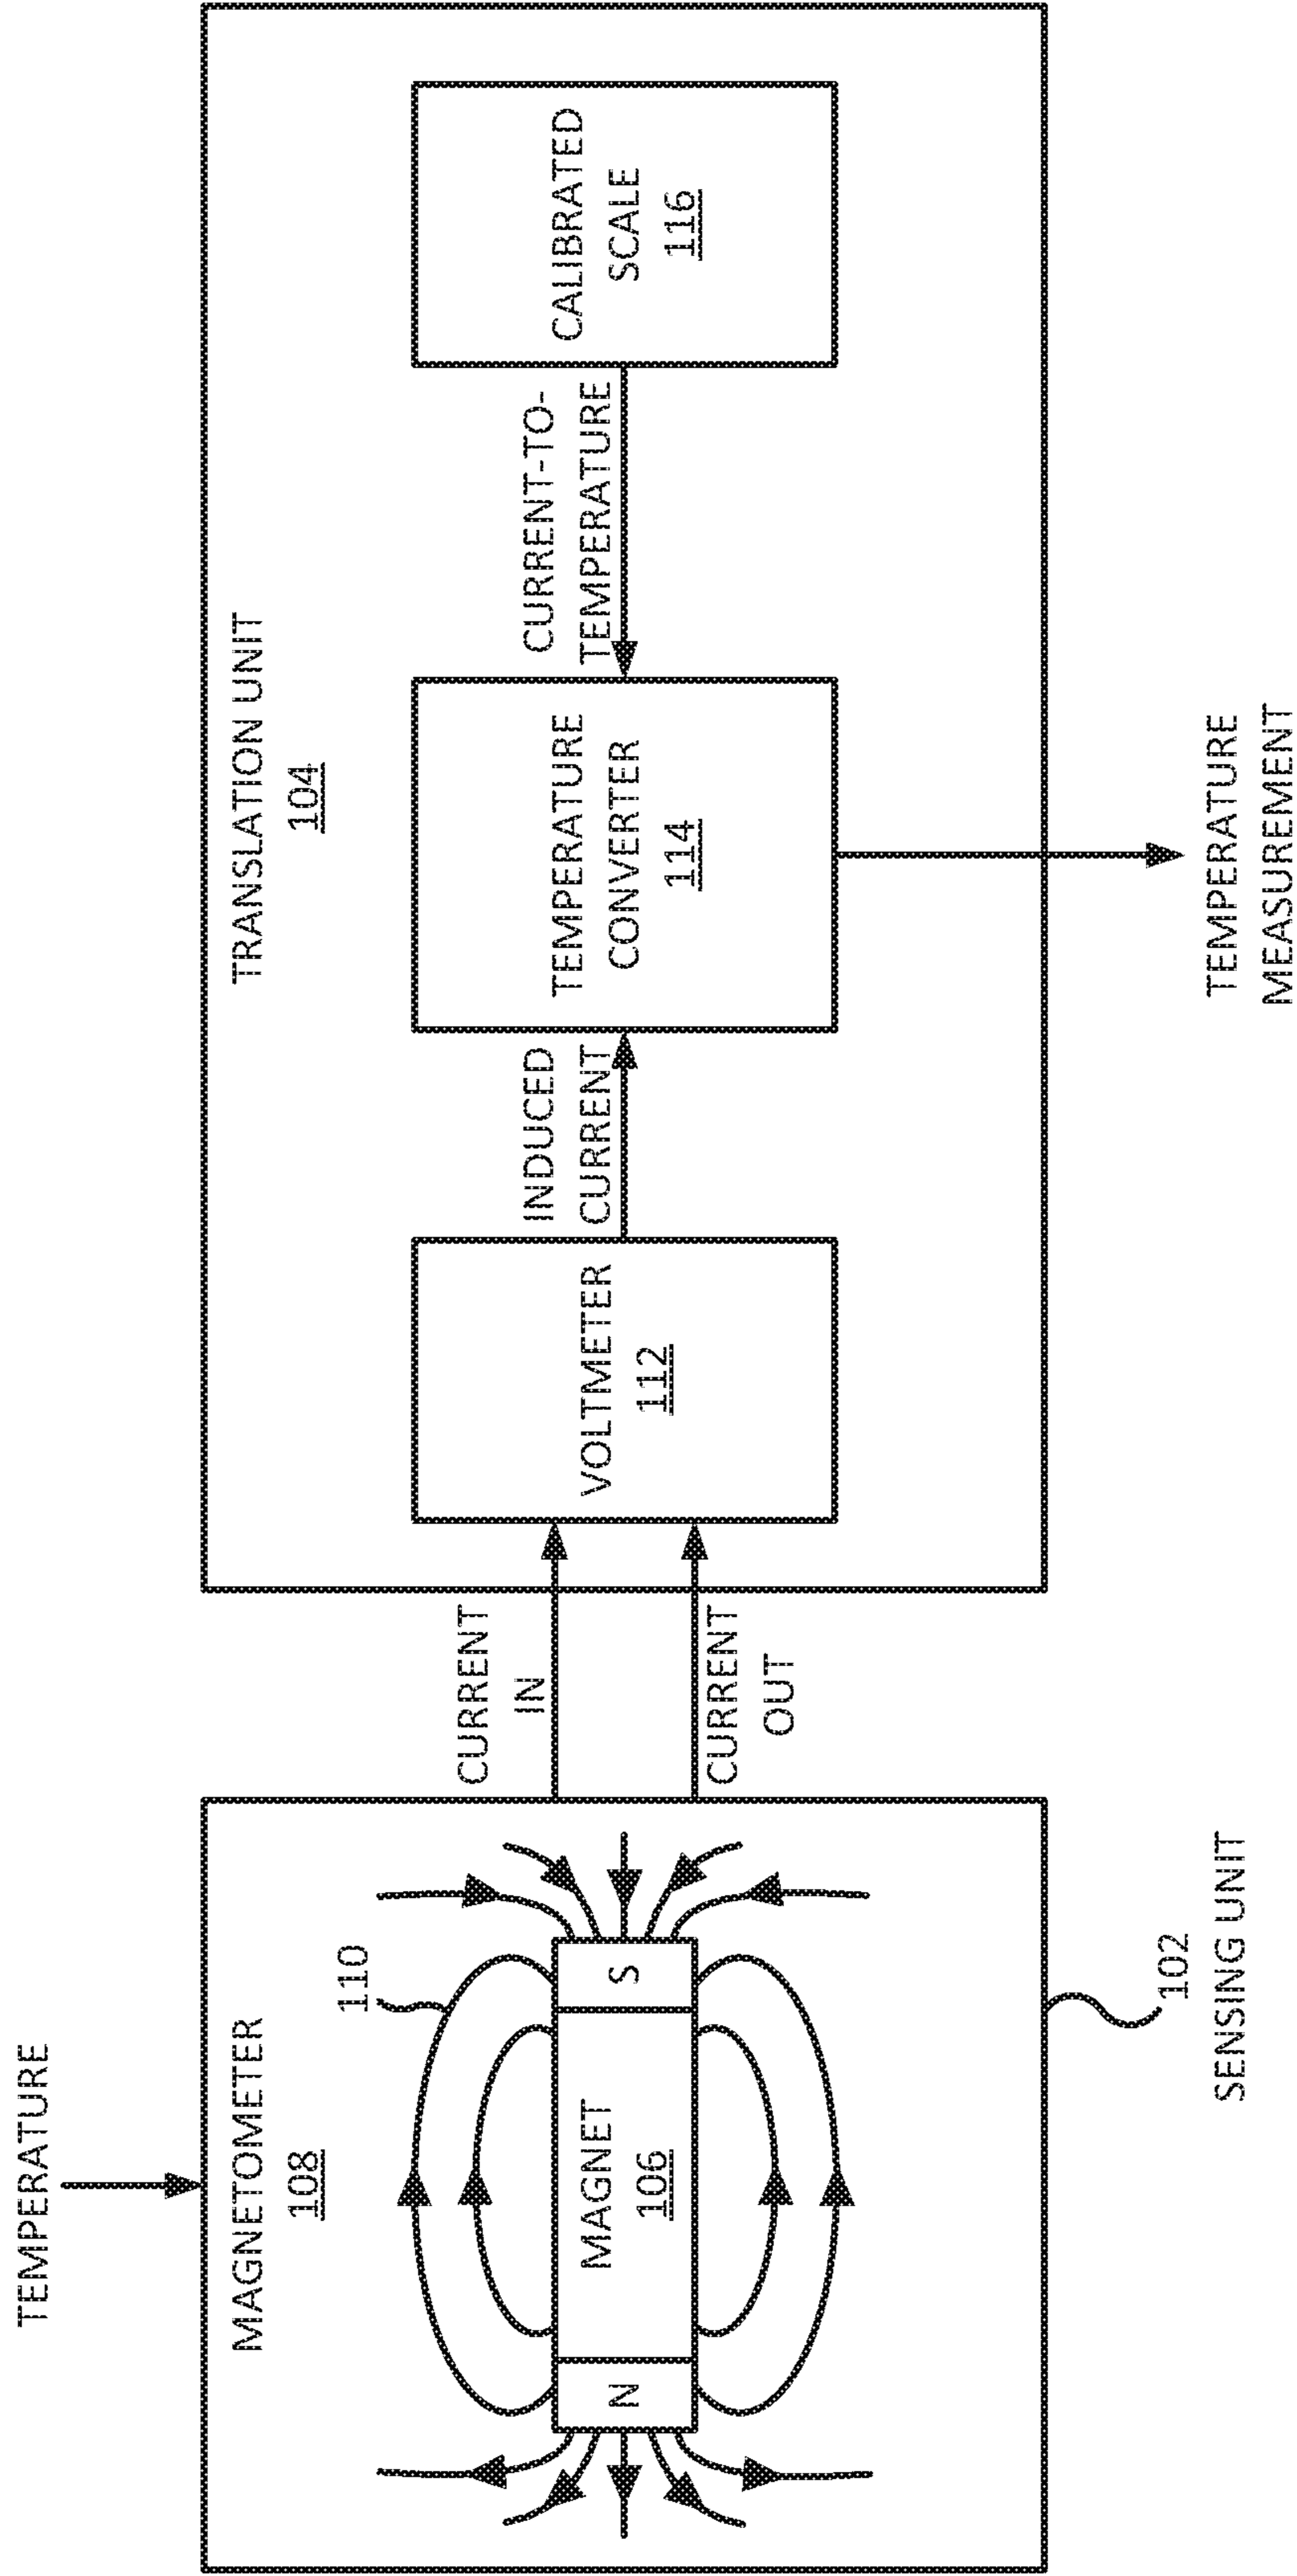 TEMPERATURE
MAGNETOMETER
108
110
N
MAGNET
106
S
102
SENSING UNIT
CURRENT
IN
CURRENT
OUT
TRANSLATION UNIT
104
VOLTMETER
112
INDUCED
CURRENT
TEMPERATURE
CONVERTER
114
CURRENT-TO-
TEMPERATURE
CALIBRATED
SCALE
116
TEMPERATURE
MEASUREMENT